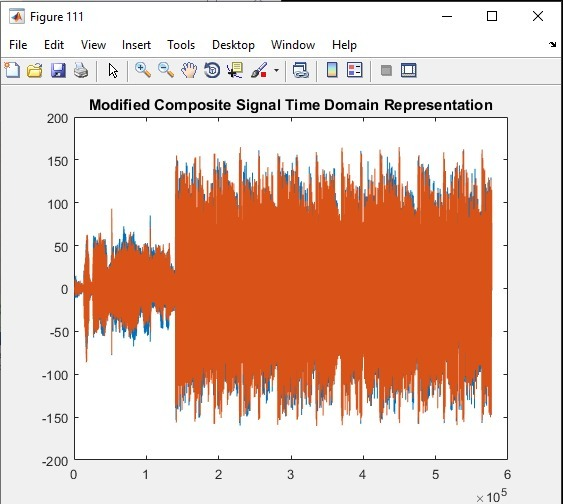 Figure 111
File Edit View Insert Tools Desktop Window Help
Modified Composite Signal Time Domain Representation
200
150
100
50
0
-50
-100
-150
-200
0 1 2 3 4 5 6
×10^5